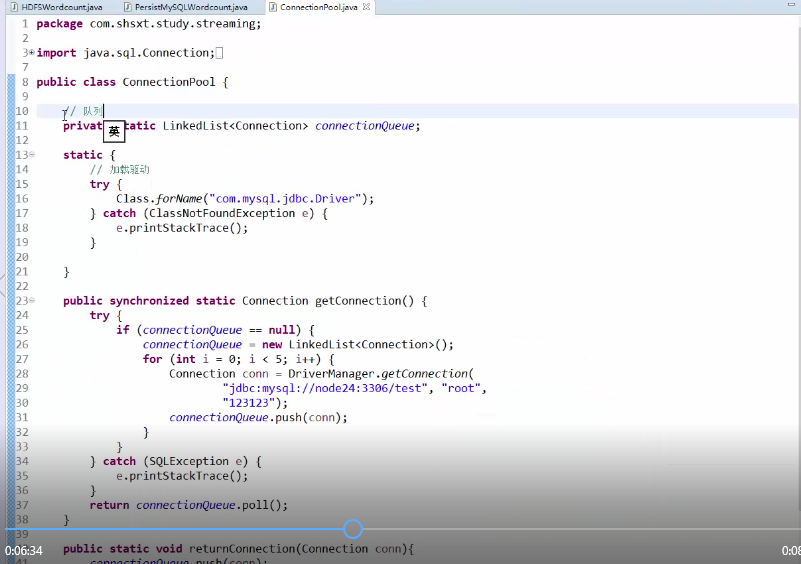 HDFSWordcount.java PersistMySQLWordcount.java ConnectionPool.java
1 package com.shsxt.study.streaming;
2
3 import java.sql.Connection;
7
8 public class ConnectionPool {
9
10 // 队列
11 privat tatic LinkedList<Connection> connectionQueue;
英
12
13 static {
14 // 加载驱动
15 try {
16 Class.forName("com.mysql.jdbc.Driver");
17 } catch (ClassNotFoundException e) {
18 e.printStackTrace();
19 }
20
21 }
22
23 public synchronized static Connection getConnection() {
24 try {
25 if (connectionQueue == null) {
26 connectionQueue = new LinkedList<Connection>();
27 for (int i = 0; i < 5; i++) {
28 Connection conn = DriverManager.getConnection(
29 "jdbc:mysql://node24:3306/test", "root",
30 "123123");
31 connectionQueue.push(conn);
32 }
33 }
34 } catch (SQLException e) {
35 e.printStackTrace();
36 }
37 return connectionQueue.poll();
38 }
39
0:06:34 0:08
public static void returnConnection(Connection conn){
41 connectionQueue.push(conn);